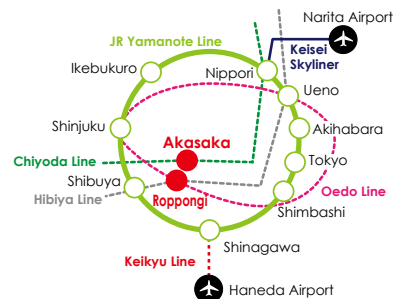 Narita Airport
JR Yamanote Line
Keisei
Skyliner
Ikebukuro
Nippori
Ueno
Shinjuku
Akihabara
Akasaka
Chiyoda Line
Tokyo
Shibuya
Roppongi
Oedo Line
Hibiya Line
Shimbashi
Shinagawa
Keikyu Line
Haneda Airport